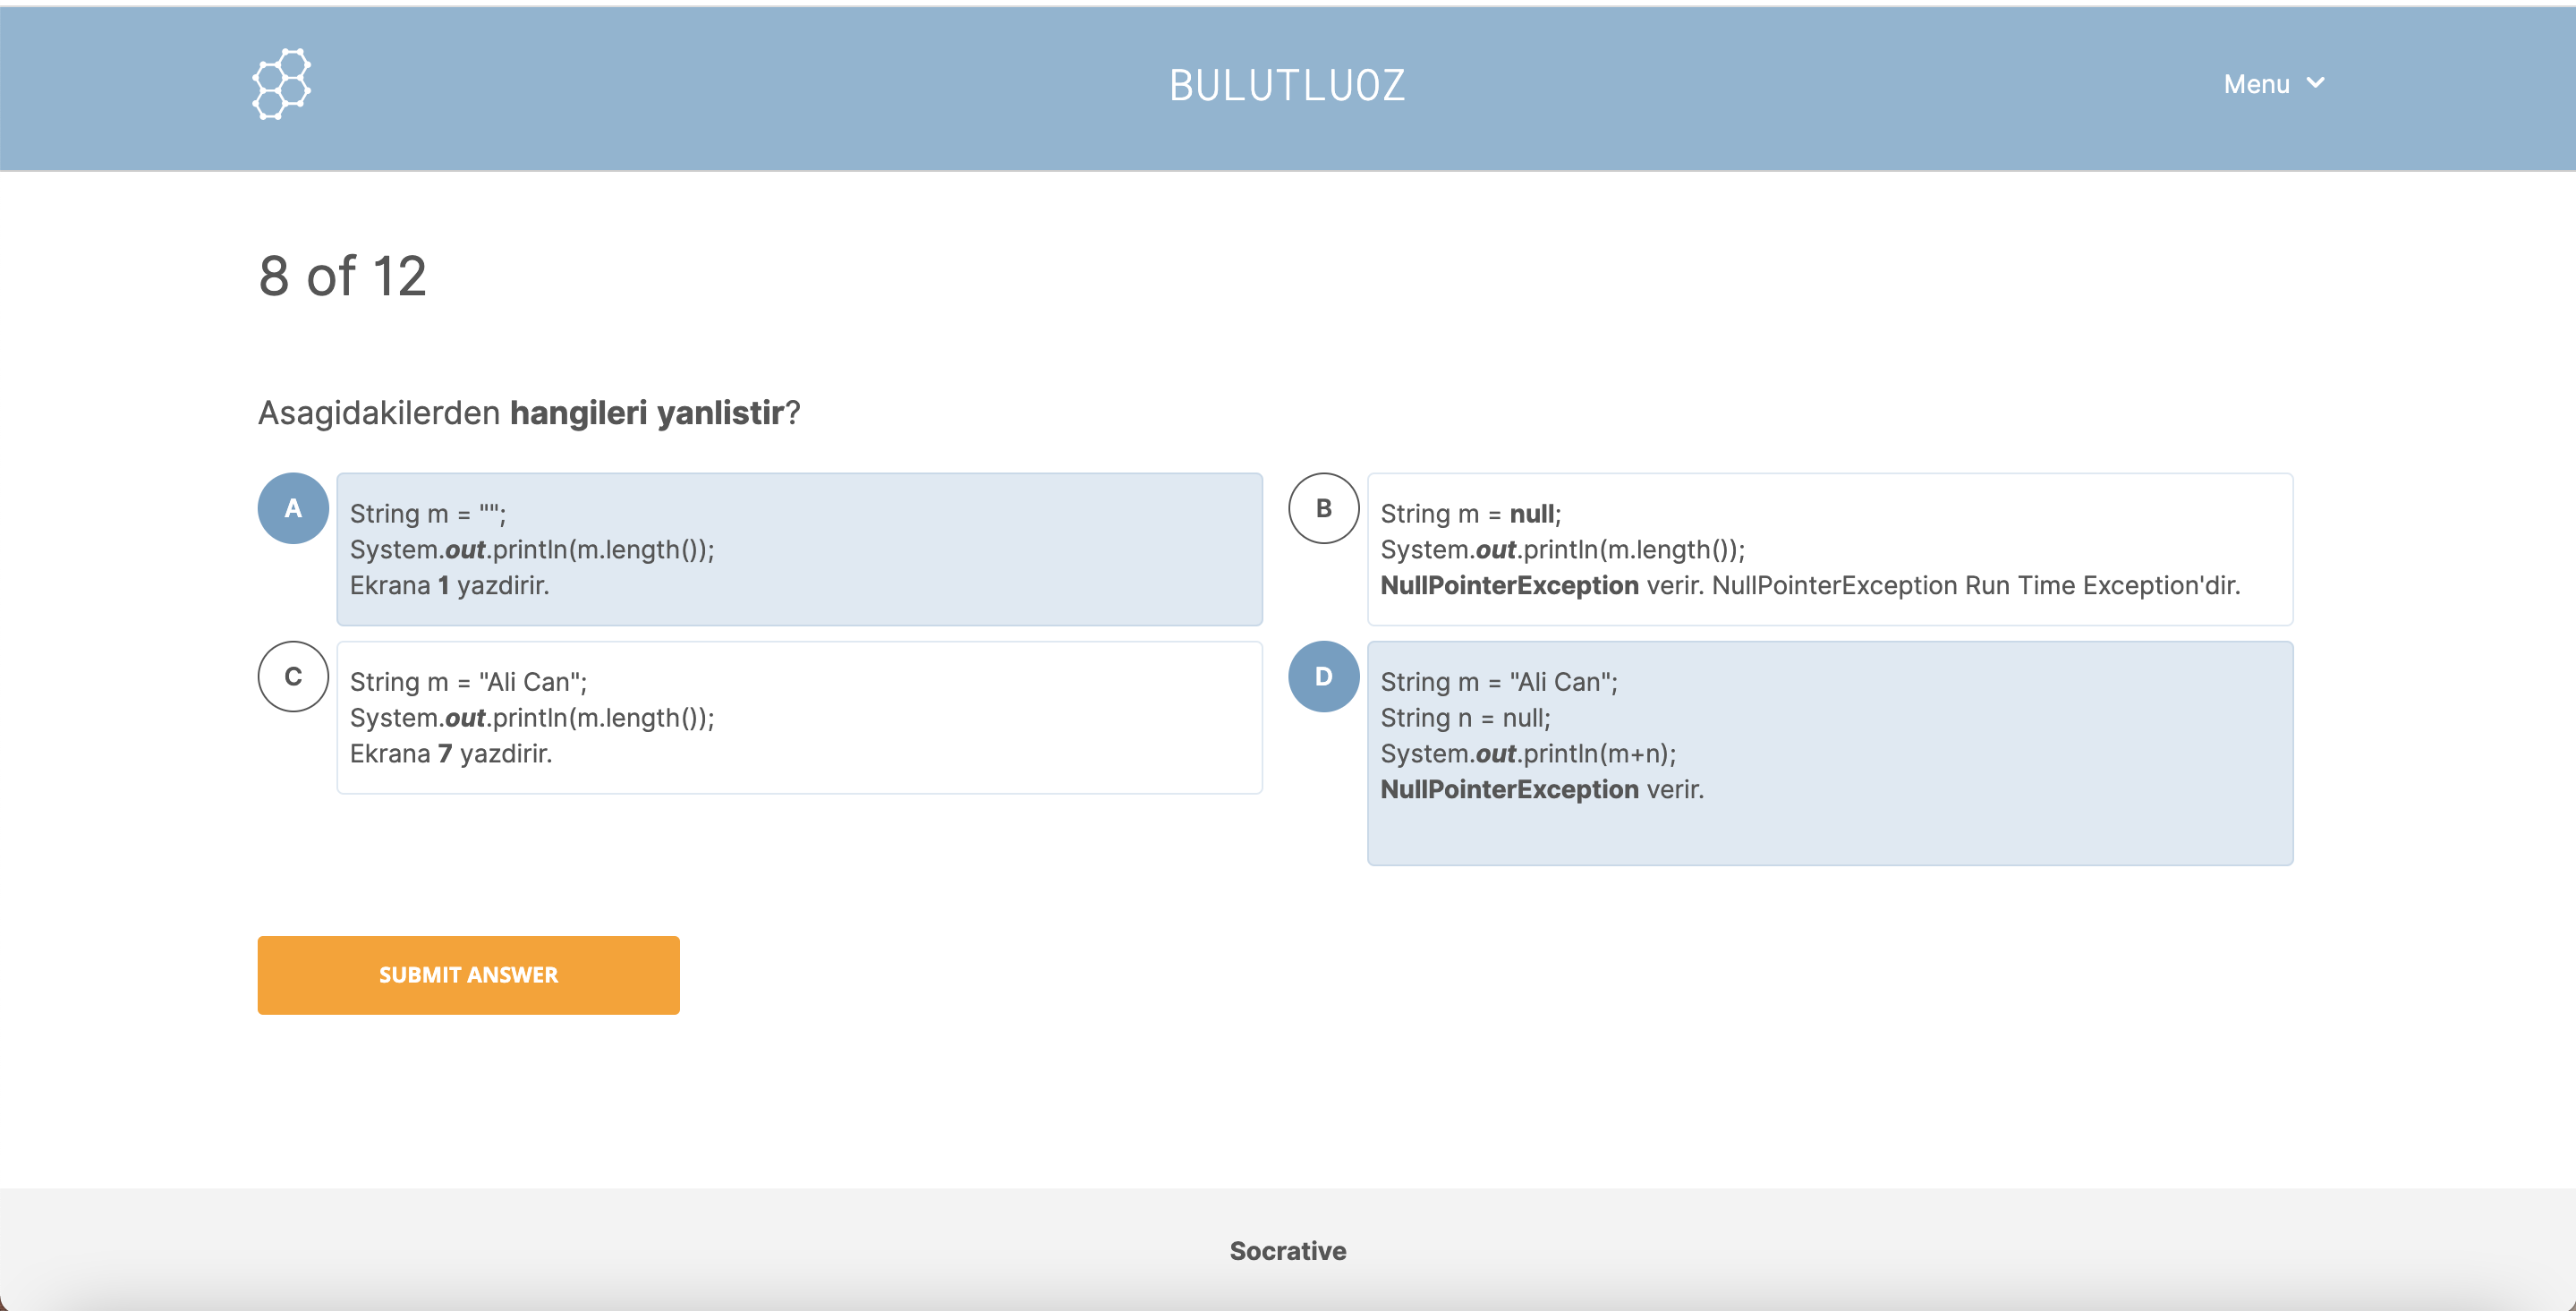 BULUTLUOZ
Menu
8 of 12
Asagidakilerden hangileri yanlistir?
A
String m = "";
System.out.println(m.length());
Ekrana 1 yazdirir.
B
String m = null;
System.out.println(m.length());
NullPointerException verir. NullPointerException Run Time Exception'dir.
C
String m = "Ali Can";
System.out.println(m.length());
Ekrana 7 yazdirir.
D
String m = "Ali Can";
String n = null;
System.out.println(m+n);
NullPointerException verir.
SUBMIT ANSWER
Socrative